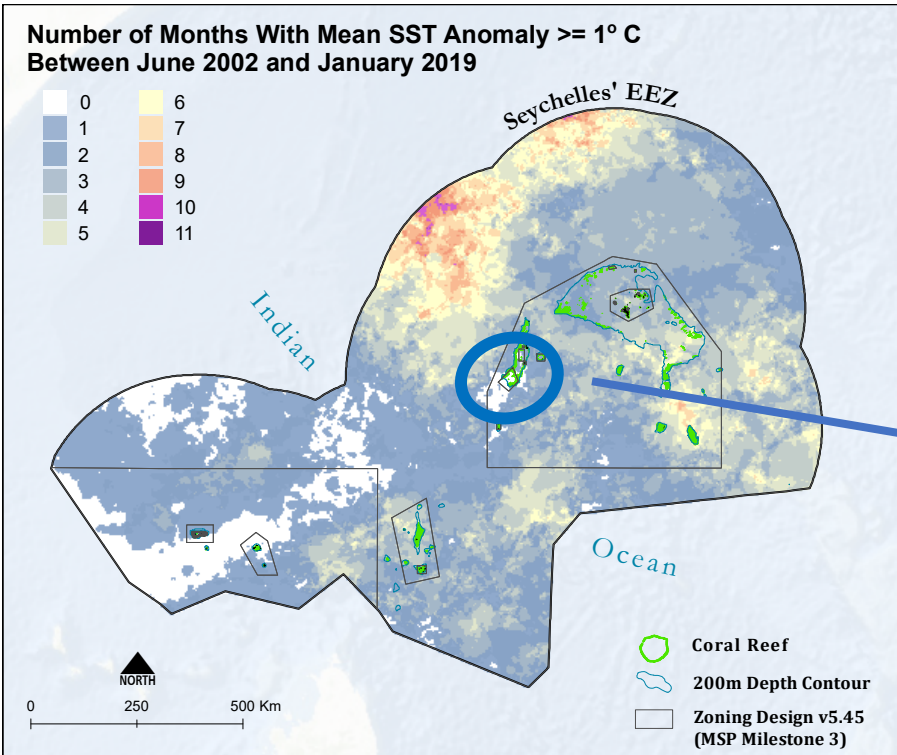 Number of Months With Mean SST Anomaly >= 1º C
Between June 2002 and January 2019
0
1
2
3
4
5
6
7
8
9
10
11
Seychelles' EEZ
Indian
Ocean
NORTH
0 250 500 Km
Coral Reef
200m Depth Contour
Zoning Design v5.45
(MSP Milestone 3)